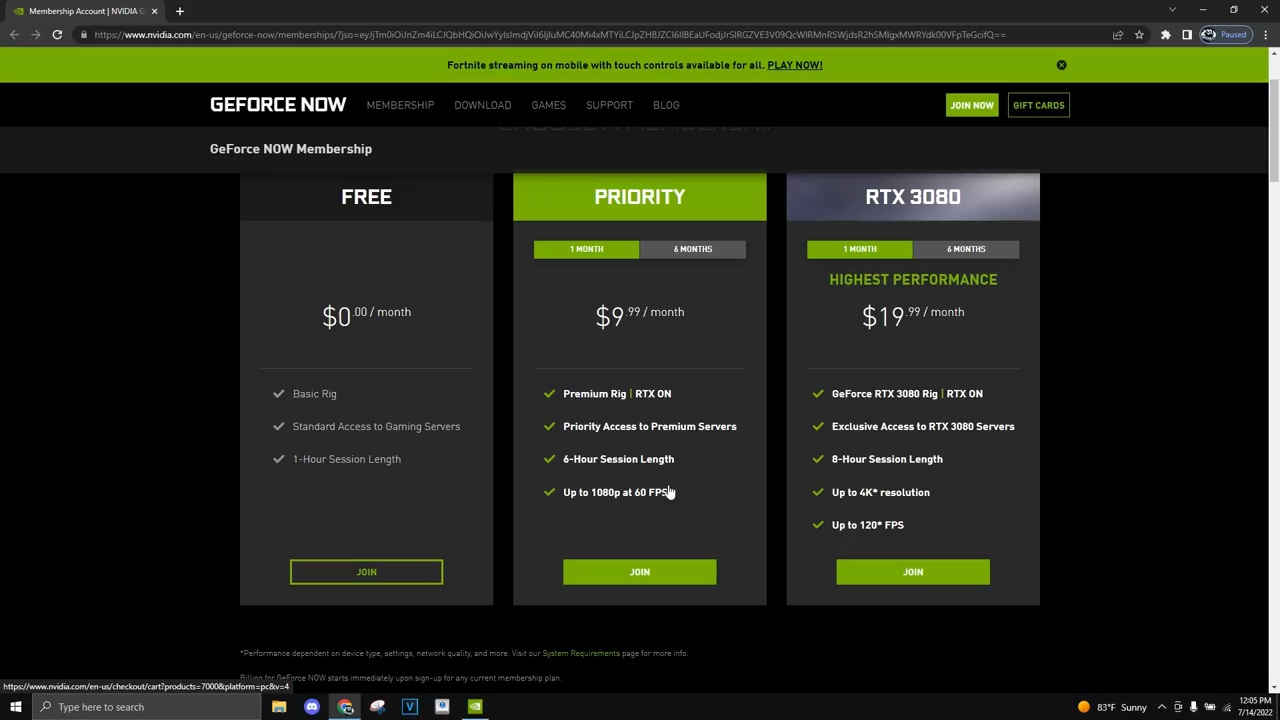 Membership Account | NVIDIA G
https://www.nvidia.com/en-us/geforce-now/memberships/
Paused
Fortnite streaming on mobile with touch controls available for all. PLAY NOW!
GEFORCE NOW
MEMBERSHIP
DOWNLOAD
GAMES
SUPPORT
BLOG
JOIN NOW
GIFT CARDS
GeForce NOW Membership
FREE
$0.00 / month
Basic Rig
Standard Access to Gaming Servers
1-Hour Session Length
JOIN
PRIORITY
1 MONTH
6 MONTHS
$9.99 / month
Premium Rig | RTX ON
Priority Access to Premium Servers
6-Hour Session Length
Up to 1080p at 60 FPS
JOIN
RTX 3080
1 MONTH
6 MONTHS
HIGHEST PERFORMANCE
$19.99 / month
GeForce RTX 3080 Rig | RTX ON
Exclusive Access to RTX 3080 Servers
8-Hour Session Length
Up to 4K* resolution
Up to 120* FPS
JOIN
*Performance dependent on device type, settings, network quality, and more. Visit our System Requirements page for more info.
Billing for GeForce NOW starts immediately upon sign-up for any current membership plan.
https://www.nvidia.com/en-us/checkout/cart?products=7000&platform=pc&v=4
Type here to search
83°F Sunny
12:05 PM
7/14/2022